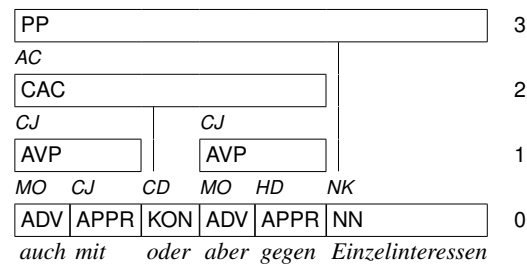 PP 3
AC
CAC 2
CJ CJ
AVP AVP 1
MO CJ CD MO HD NK
ADV APPR KON ADV APPR NN 0
auch mit oder aber gegen Einzelinteressen